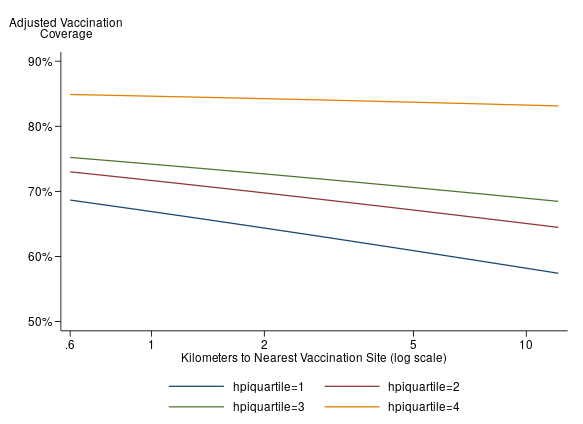 Adjusted Vaccination
Coverage
90%
80%
70%
60%
50%
.6 1 2 5 10
Kilometers to Nearest Vaccination Site (log scale)
hpiquartile=1 hpiquartile=2
hpiquartile=3 hpiquartile=4